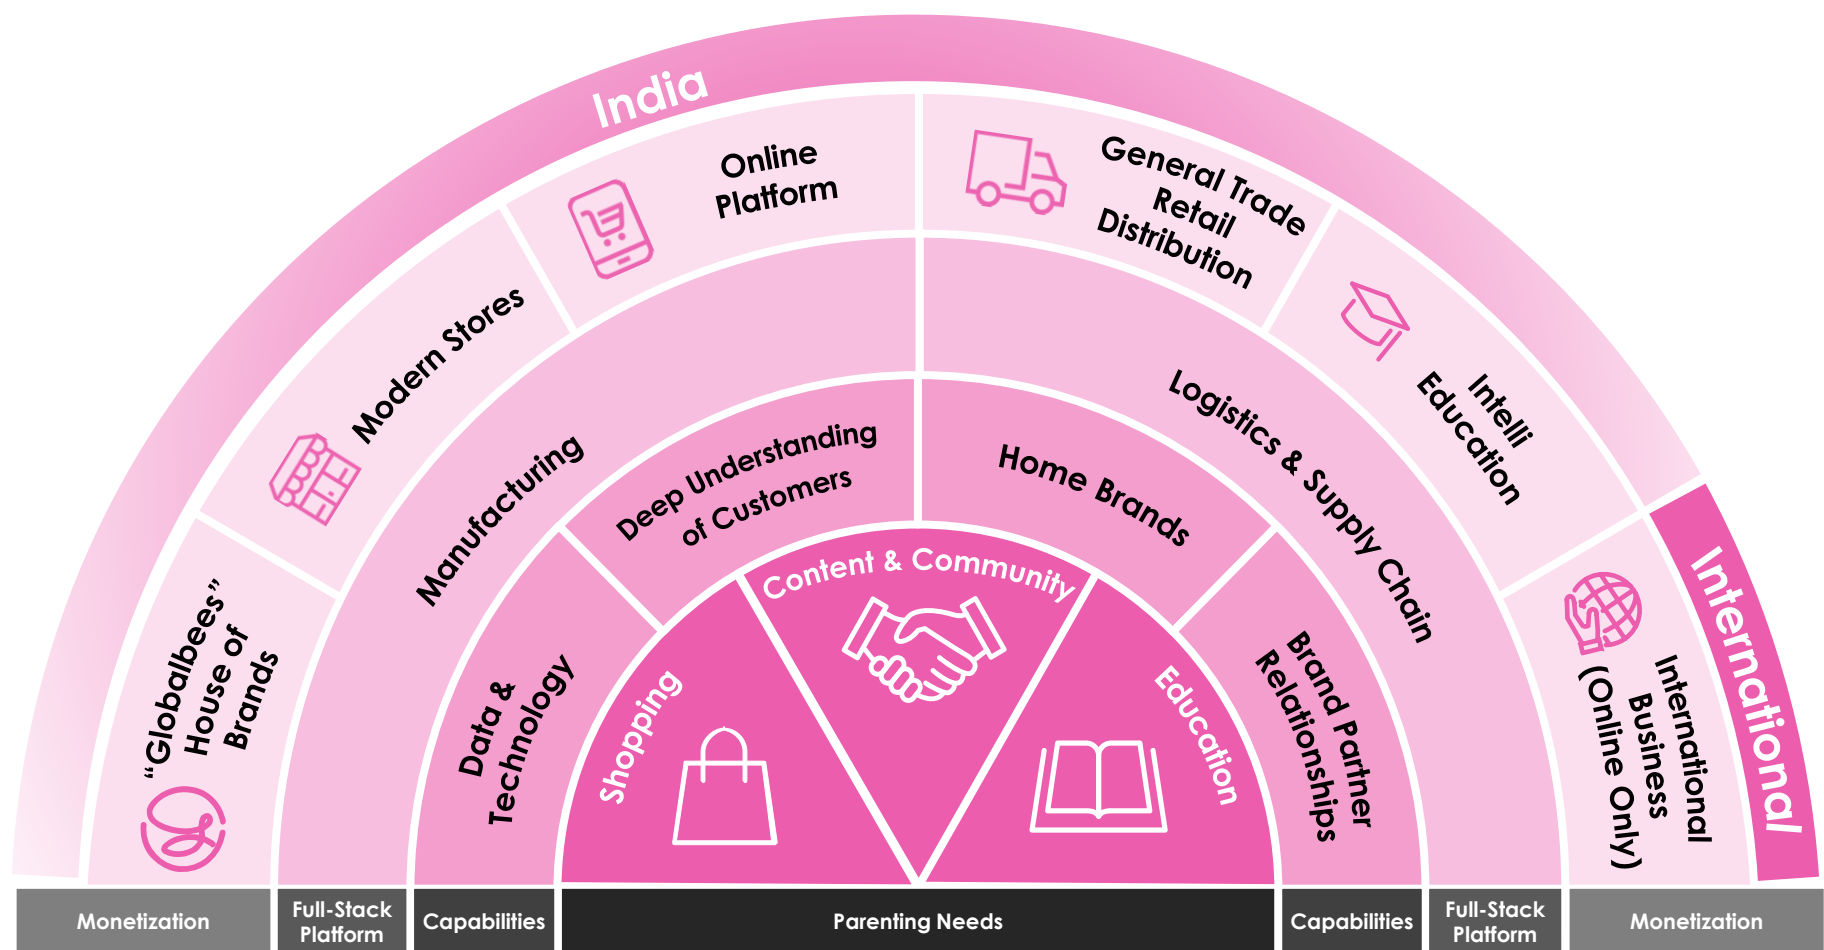 India
International
Online
Platform
General Trade
Retail
Distribution
Modern Stores
Intelli
Education
“Globalbees”
House of
Brands
International
Business
(Online Only)
Manufacturing
Logistics & Supply Chain
Deep Understanding
of Customers
Home Brands
Data &
Technology
Brand Partner
Relationships
Content & Community
Shopping
Education
Monetization
Full-Stack
Platform
Capabilities
Parenting Needs
Capabilities
Full-Stack
Platform
Monetization